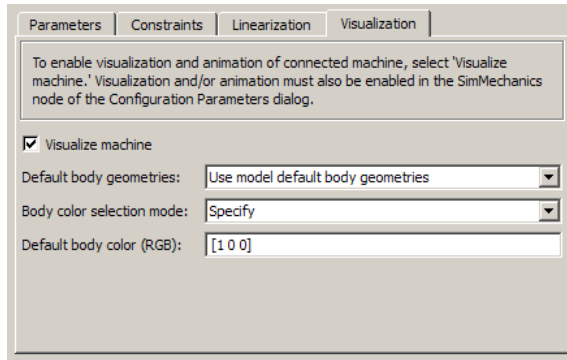 Parameters Constraints Linearization Visualization
To enable visualization and animation of connected machine, select 'Visualize
machine.' Visualization and/or animation must also be enabled in the SimMechanics
node of the Configuration Parameters dialog.
Visualize machine
Default body geometries: Use model default body geometries
Body color selection mode: Specify
Default body color (RGB): [1 0 0]